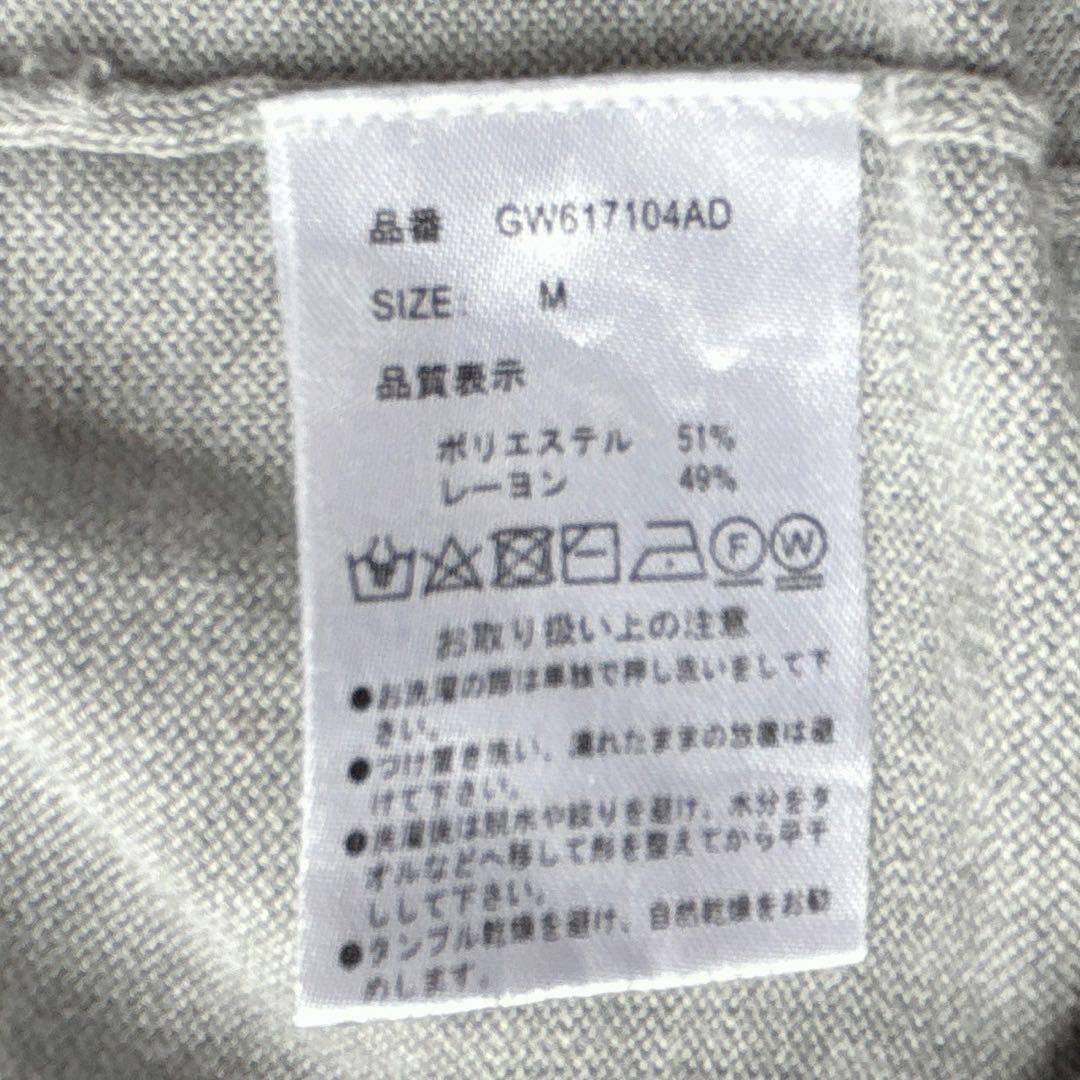 品番 GW617104AD
SIZE: M
品質表示
ポリエステル 51%
レーヨン 49%
F W
お取り扱い上の注意
●お洗濯の際は単独で押し洗いをして下
さい。
●つけ置き洗い、濡れたままの放置は避
けて下さい。
●洗濯後は脱水や絞りを避け、水分をタ
オルなどへ移して形を整えてから平干
しして下さい。
●タンブル乾燥を避け、自然乾燥をお勧
めします。